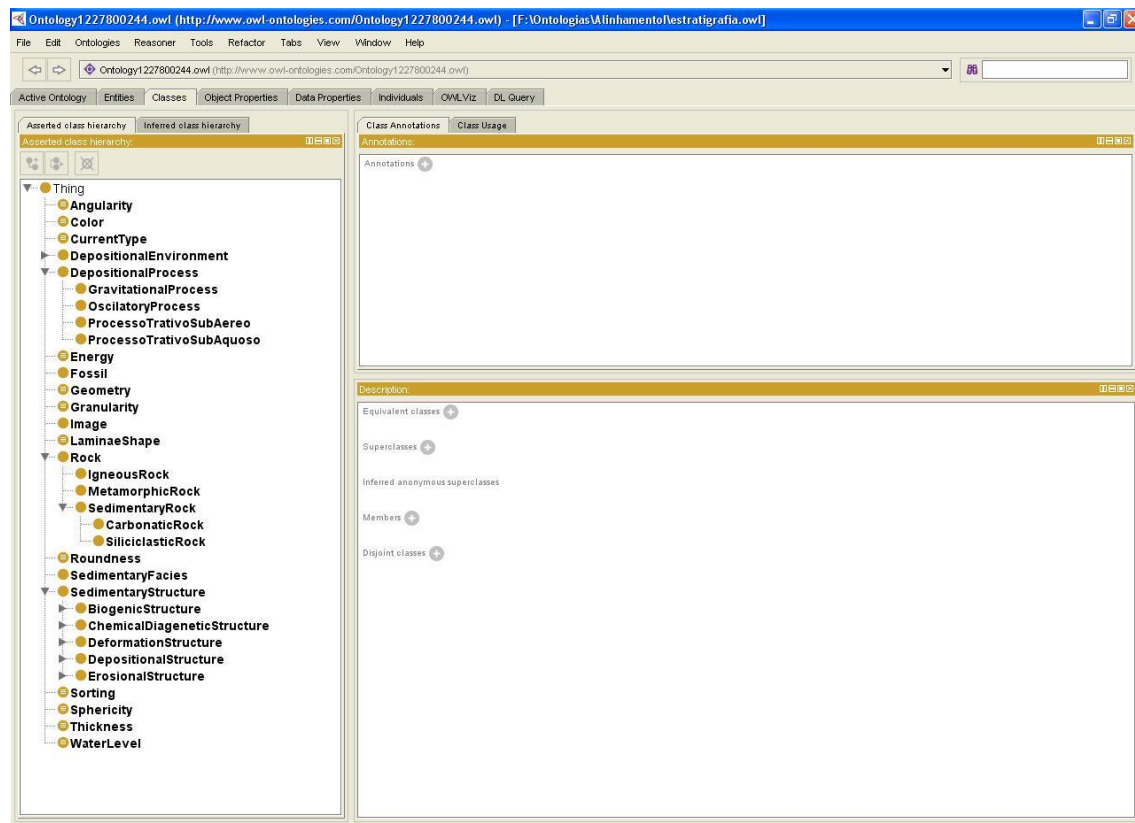 Ontology1227800244.owl (http://www.owl-ontologies.com/Ontology1227800244.owl) - [F:\Ontologias\Alinhamentol\estratigrafia.owl]
File Edit Ontologies Reasoner Tools Refactor Tabs View Window Help
Ontology1227800244.owl (http://www.owl-ontologies.com/Ontology1227800244.owl)
Active Ontology Entities Classes Object Properties Data Properties Individuals OWLViz DL Query
Asserted class hierarchy Inferred class hierarchy
Asserted class hierarchy:
Thing
Angularity
Color
CurrentType
DepositionalEnvironment
DepositionalProcess
GravitationalProcess
OscilatoryProcess
ProcessoTrativoSubAereo
ProcessoTrativoSubAquoso
Energy
Fossil
Geometry
Granularity
Image
LaminaeShape
Rock
IgneousRock
MetamorphicRock
SedimentaryRock
CarbonaticRock
SiliciclasticRock
Roundness
SedimentaryFacies
SedimentaryStructure
BiogenicStructure
ChemicalDiageneticStructure
DeformationStructure
DepositionalStructure
ErosionalStructure
Sorting
Sphericity
Thickness
WaterLevel
Class Annotations Class Usage
Annotations:
Annotations
Description:
Equivalent classes
Superclasses
Inferred anonymous superclasses
Members
Disjoint classes